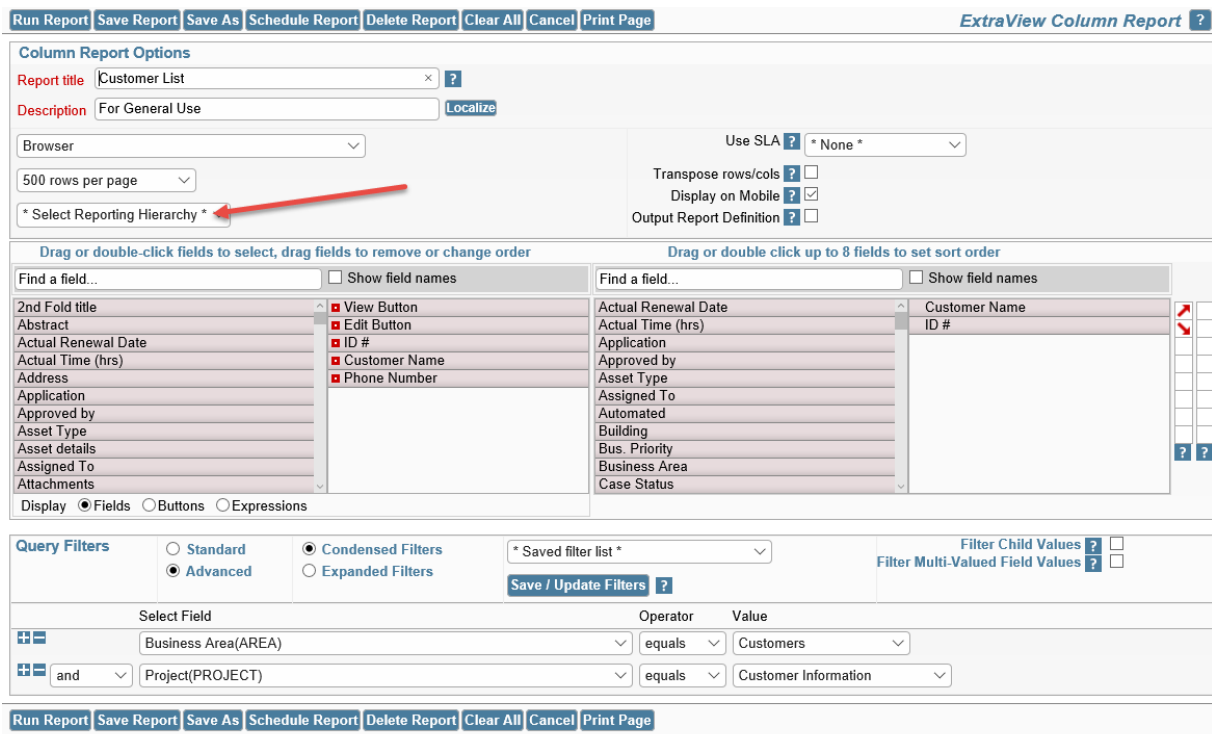 Run Report Save Report Save As Schedule Report Delete Report Clear All Cancel Print Page ExtraView Column Report ?
Column Report Options
Report title Customer List × ?
Description For General Use Localize
Browser
Use SLA ? * None *
500 rows per page
Transpose rows/cols ?
Display on Mobile ?
* Select Reporting Hierarchy *
Output Report Definition ?
Drag or double-click fields to select, drag fields to remove or change order
Find a field... Show field names
2nd Fold title
Abstract
Actual Renewal Date
Actual Time (hrs)
Address
Application
Approved by
Asset Type
Asset details
Assigned To
Attachments
View Button
Edit Button
ID #
Customer Name
Phone Number
Display Fields Buttons Expressions
Drag or double click up to 8 fields to set sort order
Find a field... Show field names
Actual Renewal Date
Actual Time (hrs)
Application
Approved by
Asset Type
Assigned To
Automated
Building
Bus. Priority
Business Area
Case Status
Customer Name
ID #
? ?
Query Filters
Standard
Advanced
Condensed Filters
Expanded Filters
* Saved filter list *
Save / Update Filters ?
Filter Child Values ?
Filter Multi-Valued Field Values ?
Select Field Operator Value
Business Area(AREA) equals Customers
and Project(PROJECT) equals Customer Information
Run Report Save Report Save As Schedule Report Delete Report Clear All Cancel Print Page